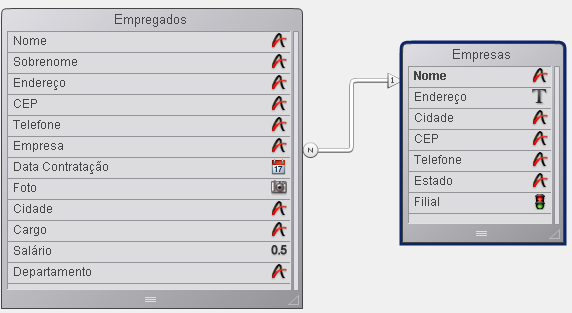 Empregados
Nome
Sobrenome
Endereço
CEP
Telefone
Empresa
Data Contratação
17
Foto
Cidade
Cargo
Salário
0.5
Departamento
N
1
Empresas
Nome
Endereço
T
Cidade
CEP
Telefone
Estado
Filial